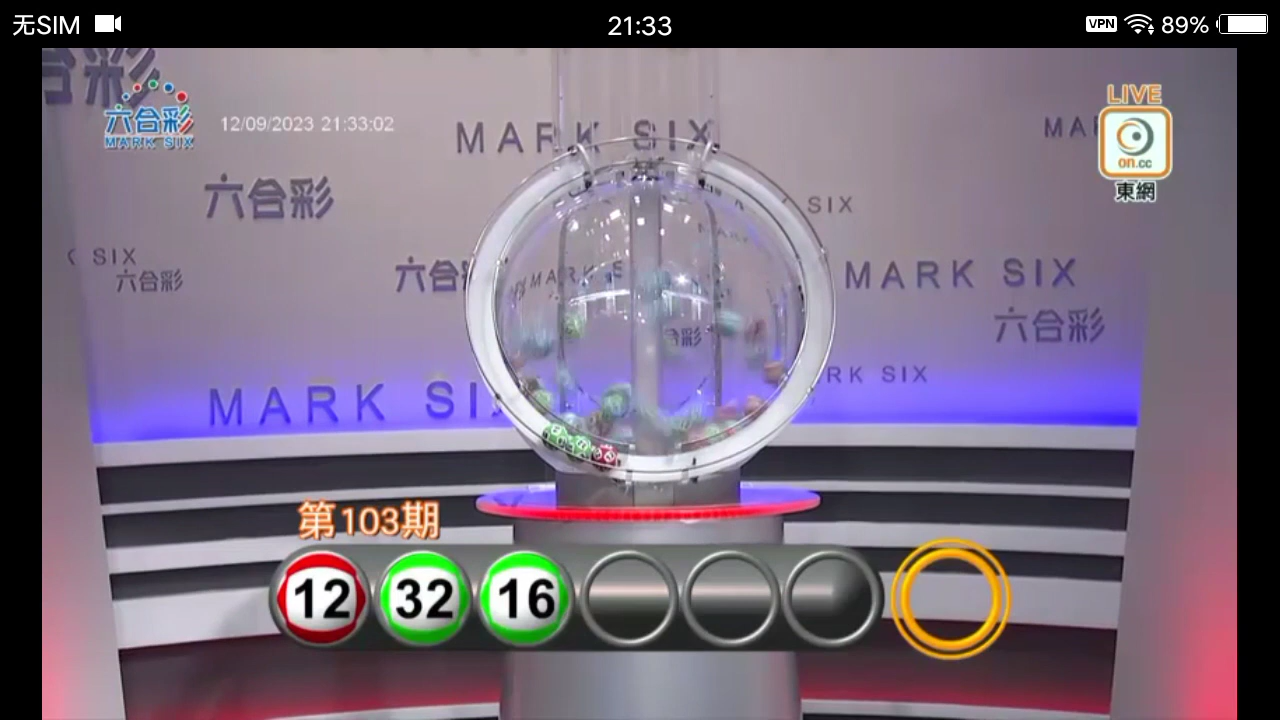 无SIM
21:33
VPN
89%
六合彩
MARK SIX
12/09/2023 21:33:02
LIVE
on.cc
東網
MARK SIX
MAR
六合彩
SIX
SIX
六合彩
六合
MARK SIX
六合彩
RK SIX
MARK SIX
第103期
12
32
16